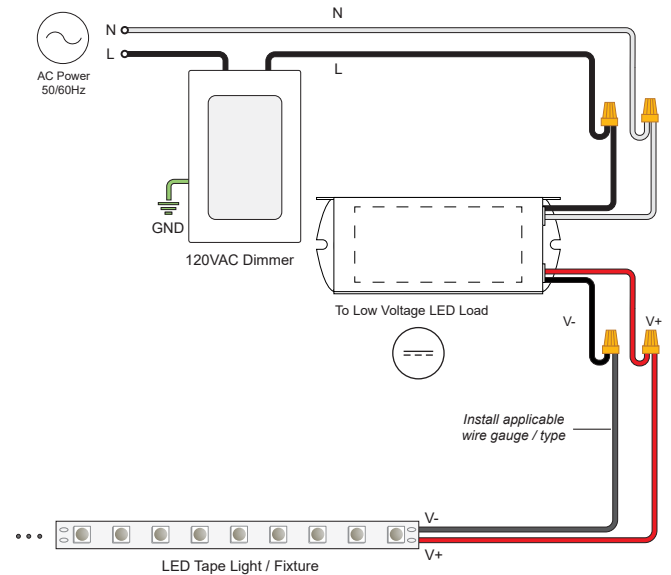 N
N
L
L
AC Power
50/60Hz
GND
120VAC Dimmer
To Low Voltage LED Load
V-
V+
Install applicable
wire gauge / type
V-
V+
LED Tape Light / Fixture